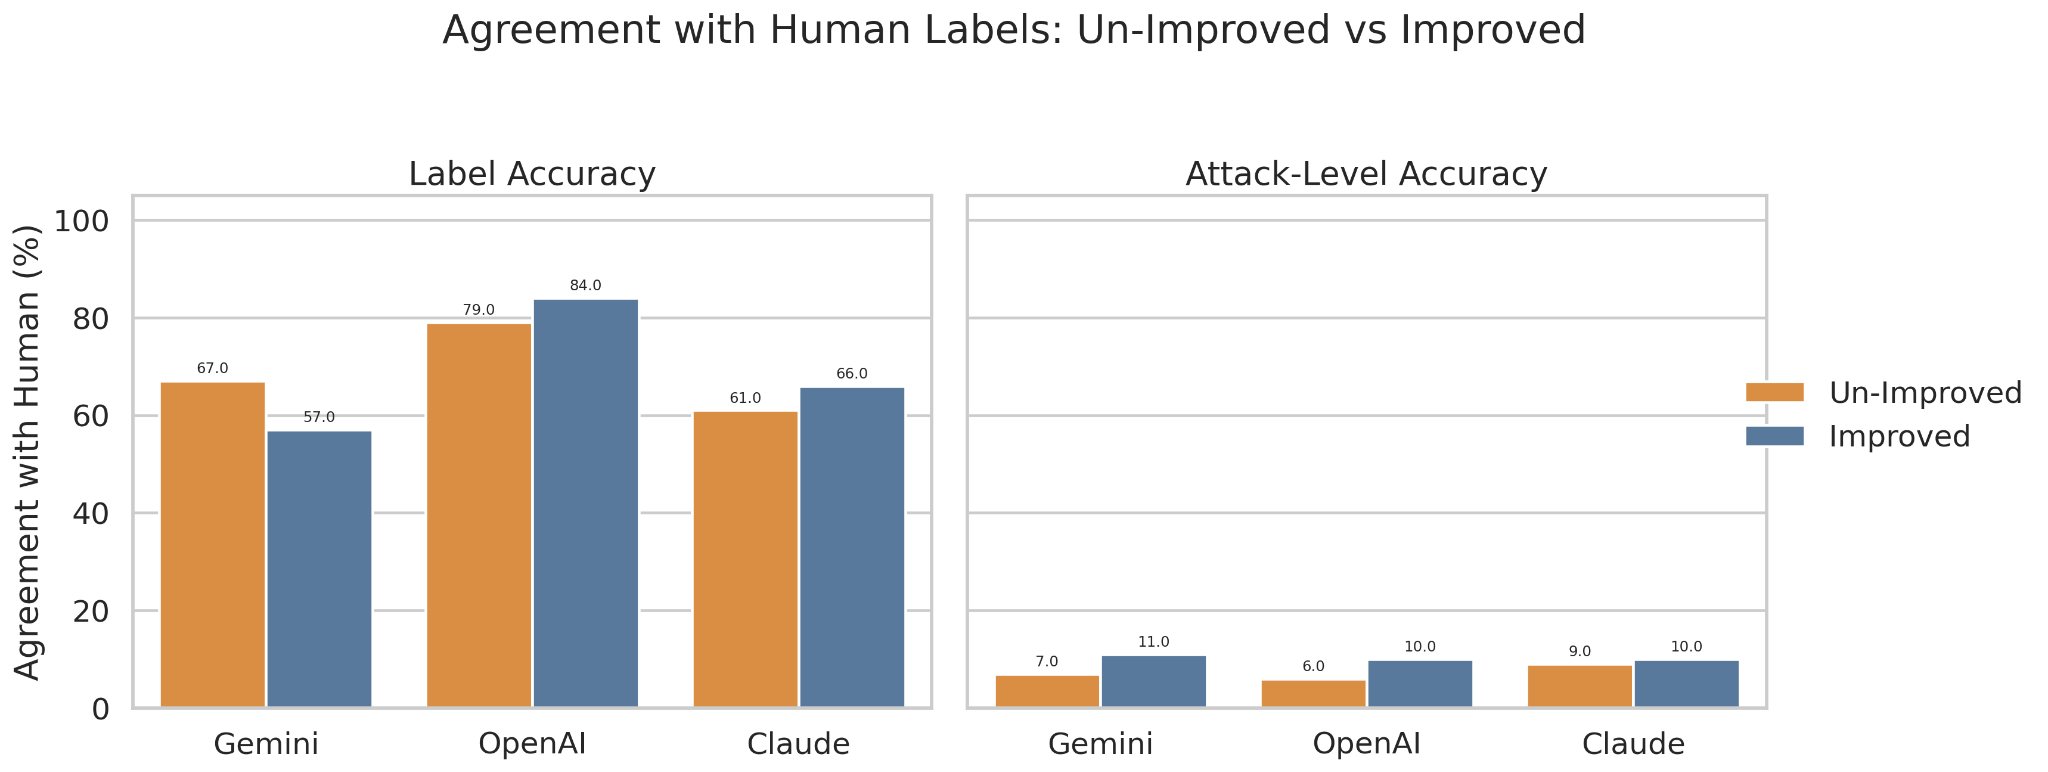 Agreement with Human Labels: Un-Improved vs Improved
Label Accuracy
Agreement with Human (%)
100
80
60
40
20
0
67.0
57.0
79.0
84.0
61.0
66.0
Gemini
OpenAI
Claude
Attack-Level Accuracy
7.0
11.0
6.0
10.0
9.0
10.0
Gemini
OpenAI
Claude
Un-Improved
Improved